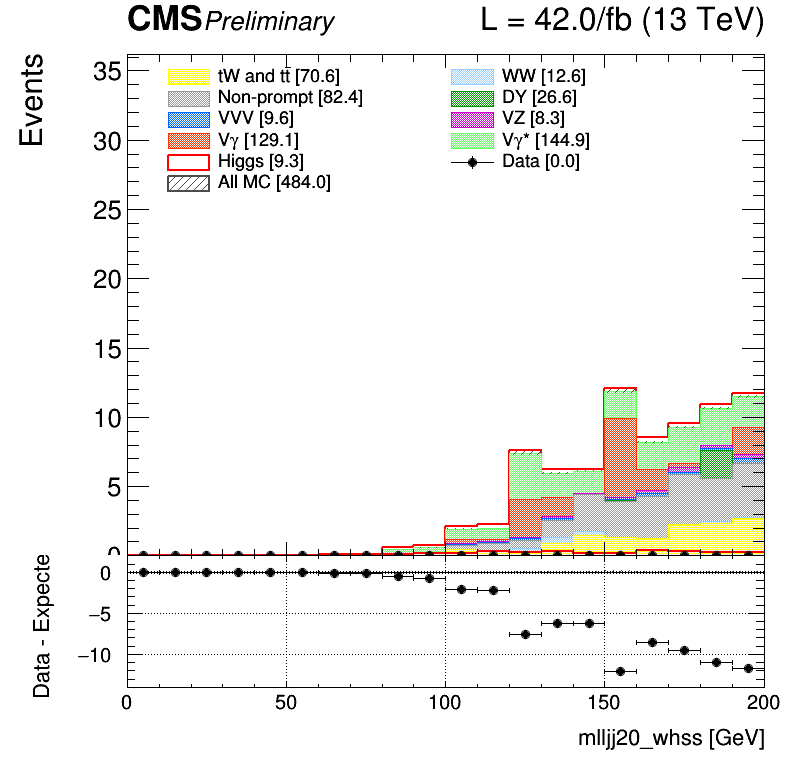 CMS Preliminary L = 42.0/fb (13 TeV)
Events
35
30
25
20
15
10
5
0
tW and tt̄ [70.6]
Non-prompt [82.4]
VVV [9.6]
Vγ [129.1]
Higgs [9.3]
All MC [484.0]
WW [12.6]
DY [26.6]
VZ [8.3]
Vγ* [144.9]
Data [0.0]
Data - Expecte
0
−5
−10
0 50 100 150 200
mlljj20_whss [GeV]